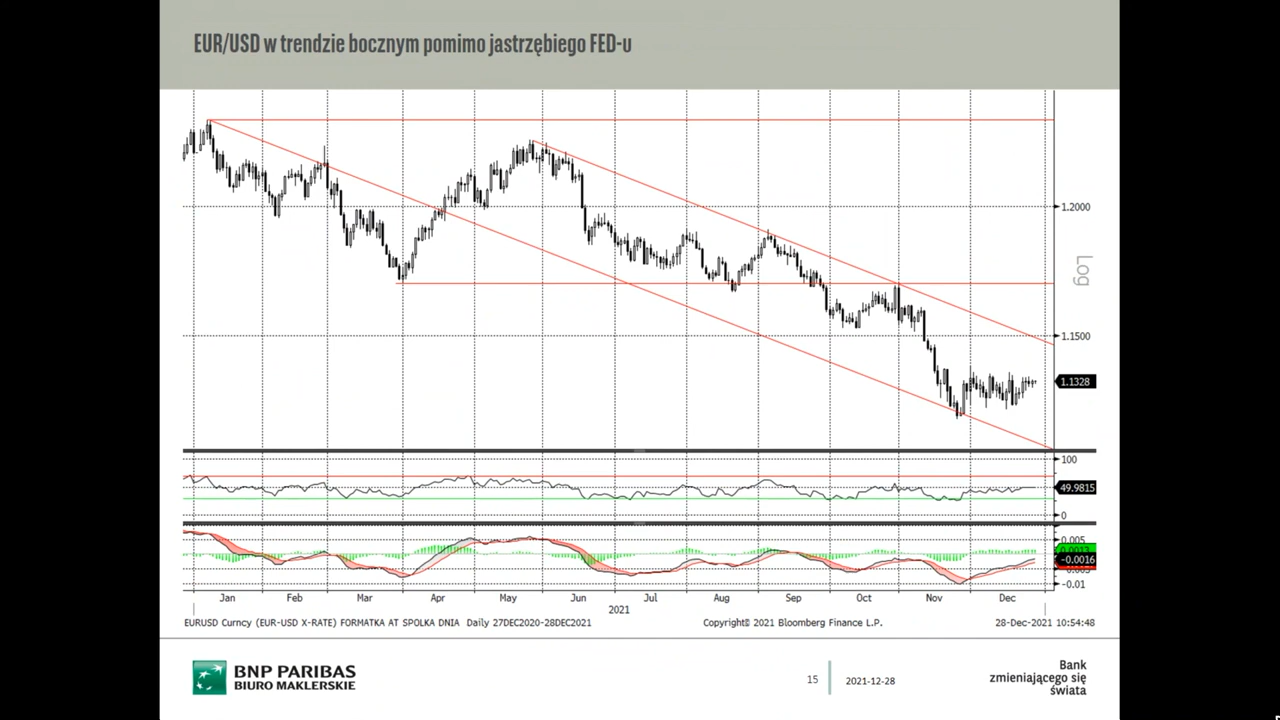 EUR/USD w trendzie bocznym pomimo jastrzębiego FED-u
1.2000
Log
1.1500
1.1328
100
49.9815
0
0.005
-0.0016
-0.01
Jan Feb Mar Apr May Jun Jul Aug Sep Oct Nov Dec
2021
EURUSD Curncy (EUR-USD X-RATE) FORMATKA AT SPOLKA DNIA Daily 27DEC2020-28DEC2021 Copyright© 2021 Bloomberg Finance L.P. 28-Dec-2021 10:54:48
BNP PARIBAS
BIURO MAKLERSKIE
15
2021-12-28
Bank
zmieniającego się
świata